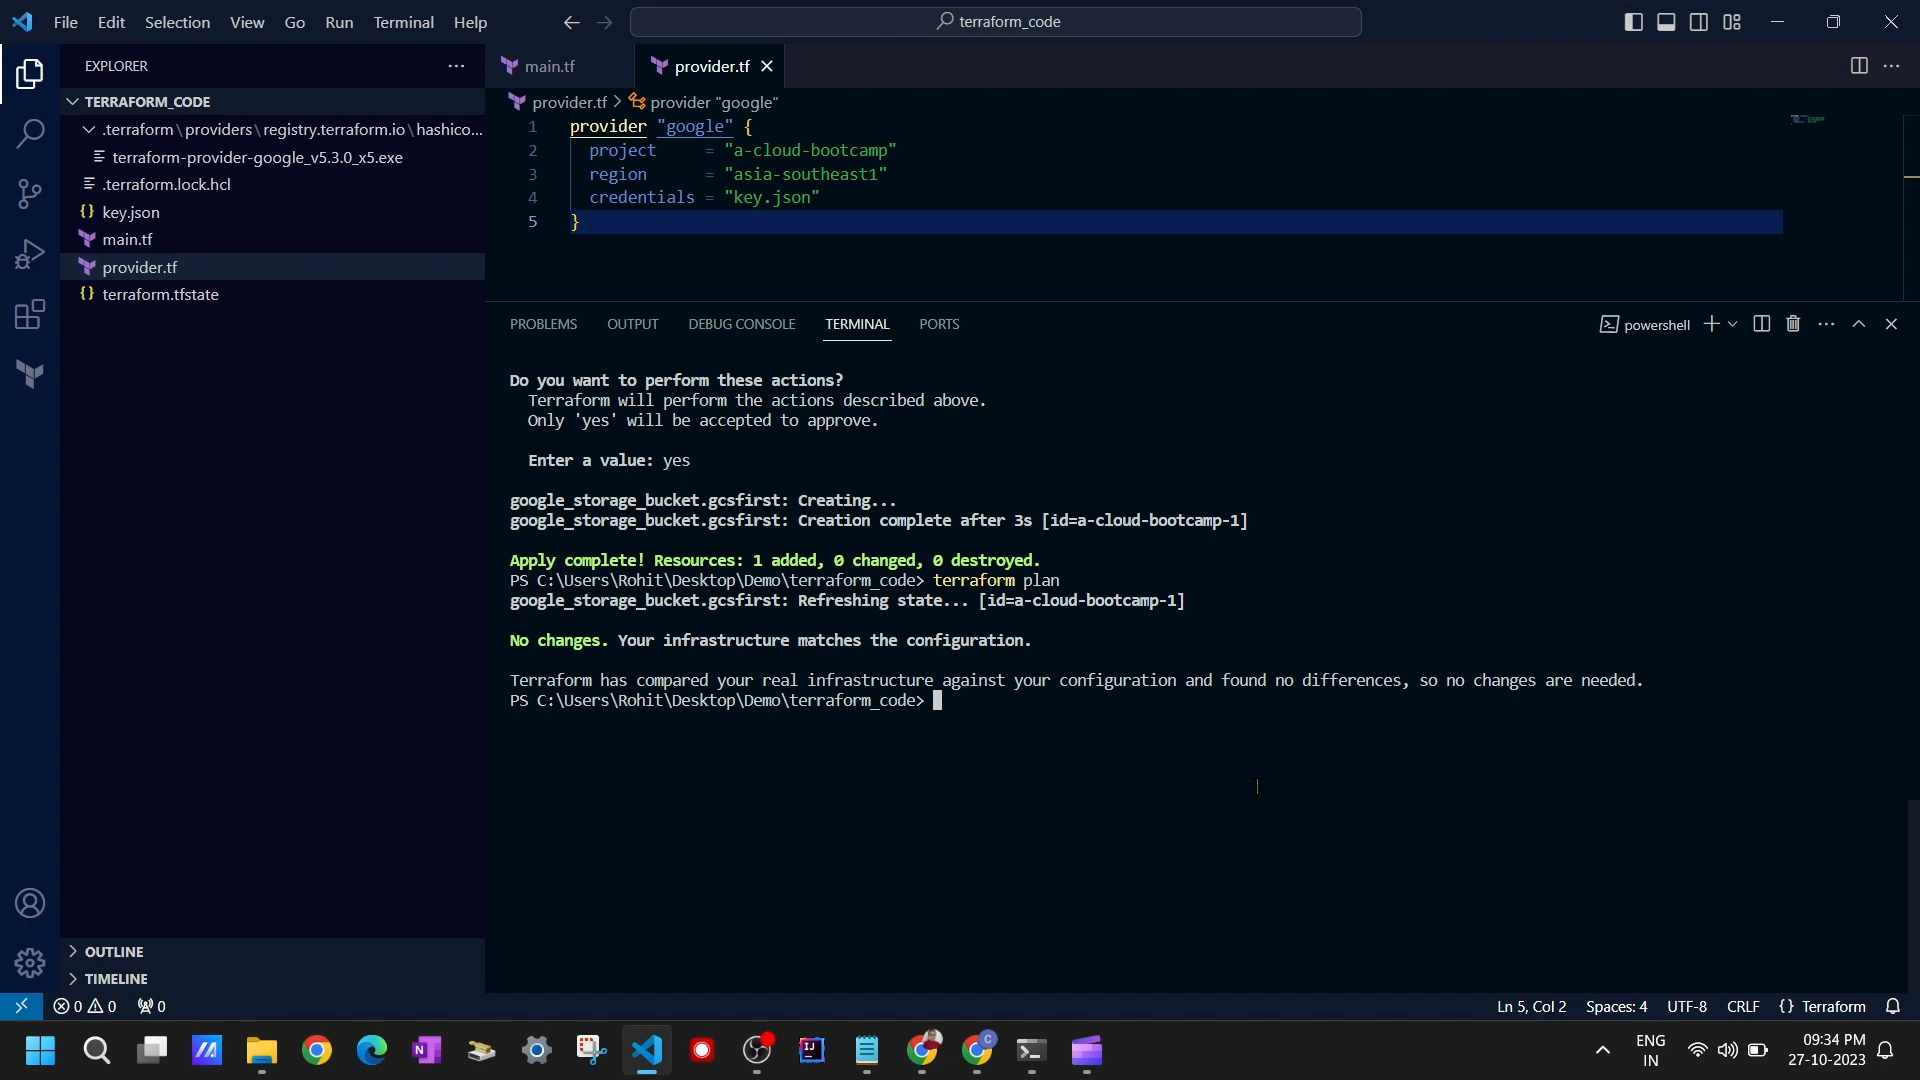 File Edit Selection View Go Run Terminal Help
terraform_code
EXPLORER
TERRAFORM_CODE
.terraform\providers\registry.terraform.io\hashico...
terraform-provider-google_v5.3.0_x5.exe
.terraform.lock.hcl
key.json
main.tf
provider.tf
terraform.tfstate
OUTLINE
TIMELINE
main.tf
provider.tf
provider.tf > provider "google"
1 provider "google" {
2 project = "a-cloud-bootcamp"
3 region = "asia-southeast1"
4 credentials = "key.json"
5 }
PROBLEMS OUTPUT DEBUG CONSOLE TERMINAL PORTS
powershell
Do you want to perform these actions?
Terraform will perform the actions described above.
Only 'yes' will be accepted to approve.
Enter a value: yes
google_storage_bucket.gcsfirst: Creating...
google_storage_bucket.gcsfirst: Creation complete after 3s [id=a-cloud-bootcamp-1]
Apply complete! Resources: 1 added, 0 changed, 0 destroyed.
PS C:\Users\Rohit\Desktop\Demo\terraform_code> terraform plan
google_storage_bucket.gcsfirst: Refreshing state... [id=a-cloud-bootcamp-1]
No changes. Your infrastructure matches the configuration.
Terraform has compared your real infrastructure against your configuration and found no differences, so no changes are needed.
PS C:\Users\Rohit\Desktop\Demo\terraform_code>
0 0 0
Ln 5, Col 2 Spaces: 4 UTF-8 CRLF {} Terraform
ENG
IN
09:34 PM
27-10-2023